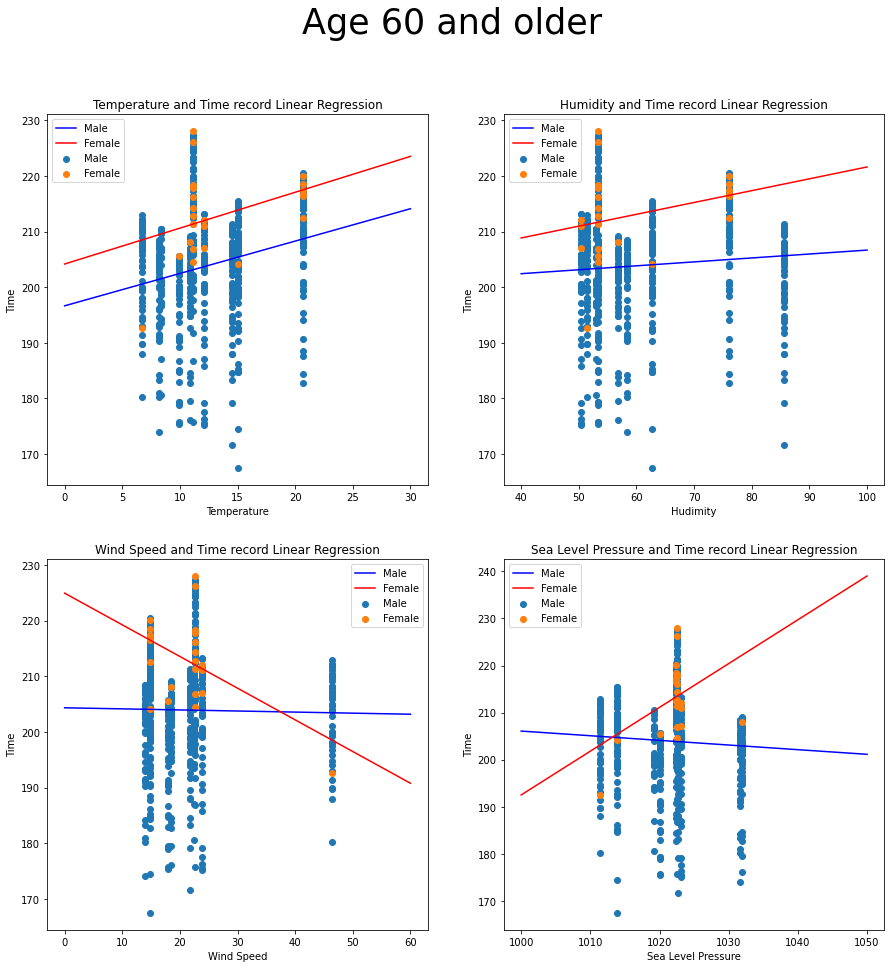 Age 60 and older
Temperature and Time record Linear Regression
230
220
210
200
190
180
170
Time
0 5 10 15 20 25 30
Temperature
Male
Female
Male
Female
Humidity and Time record Linear Regression
230
220
210
200
190
180
170
Time
40 50 60 70 80 90 100
Hudimity
Male
Female
Male
Female
Wind Speed and Time record Linear Regression
230
220
210
200
190
180
170
Time
0 10 20 30 40 50 60
Wind Speed
Male
Female
Male
Female
Sea Level Pressure and Time record Linear Regression
240
230
220
210
200
190
180
170
Time
1000 1010 1020 1030 1040 1050
Sea Level Pressure
Male
Female
Male
Female